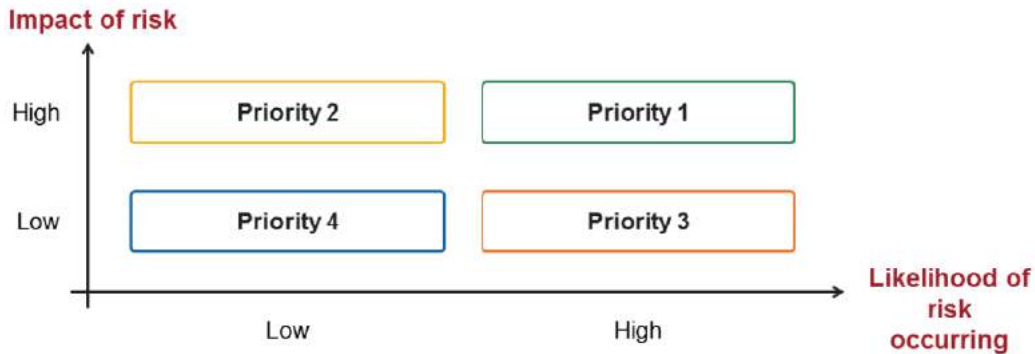 Impact of risk
High
Priority 2
Priority 1
Low
Priority 4
Priority 3
Likelihood of
risk
occurring
Low
High